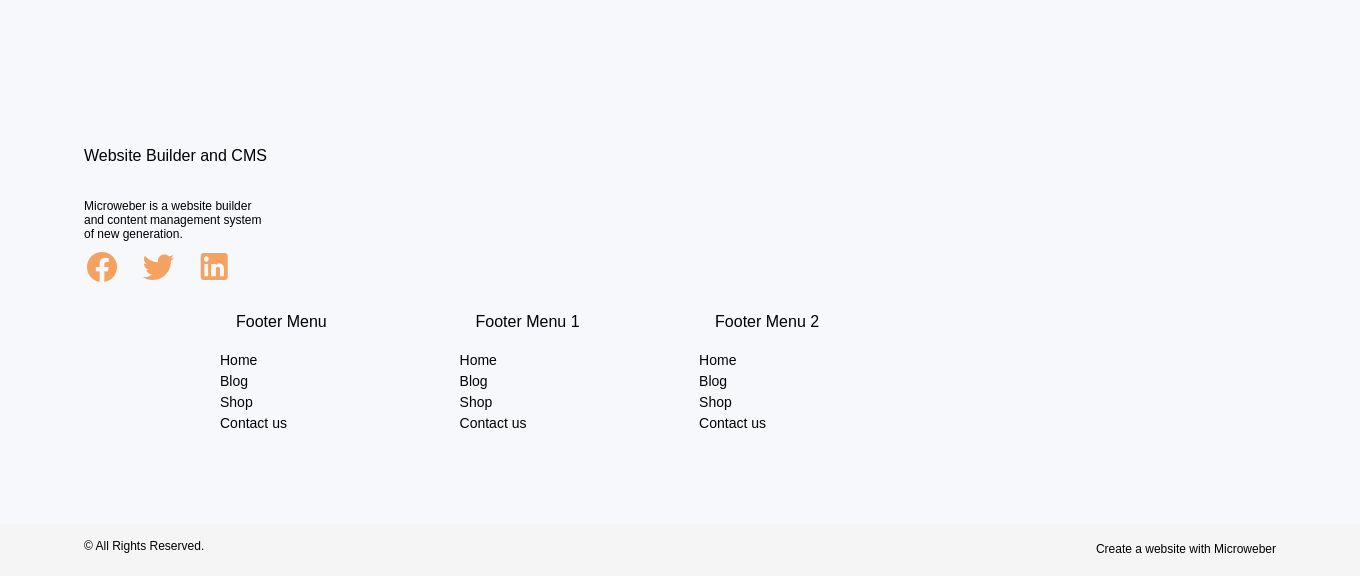 Website Builder and CMS
Microweber is a website builder
and content management system
of new generation.
Footer Menu
Home
Blog
Shop
Contact us
Footer Menu 1
Home
Blog
Shop
Contact us
Footer Menu 2
Home
Blog
Shop
Contact us
© All Rights Reserved.
Create a website with Microweber